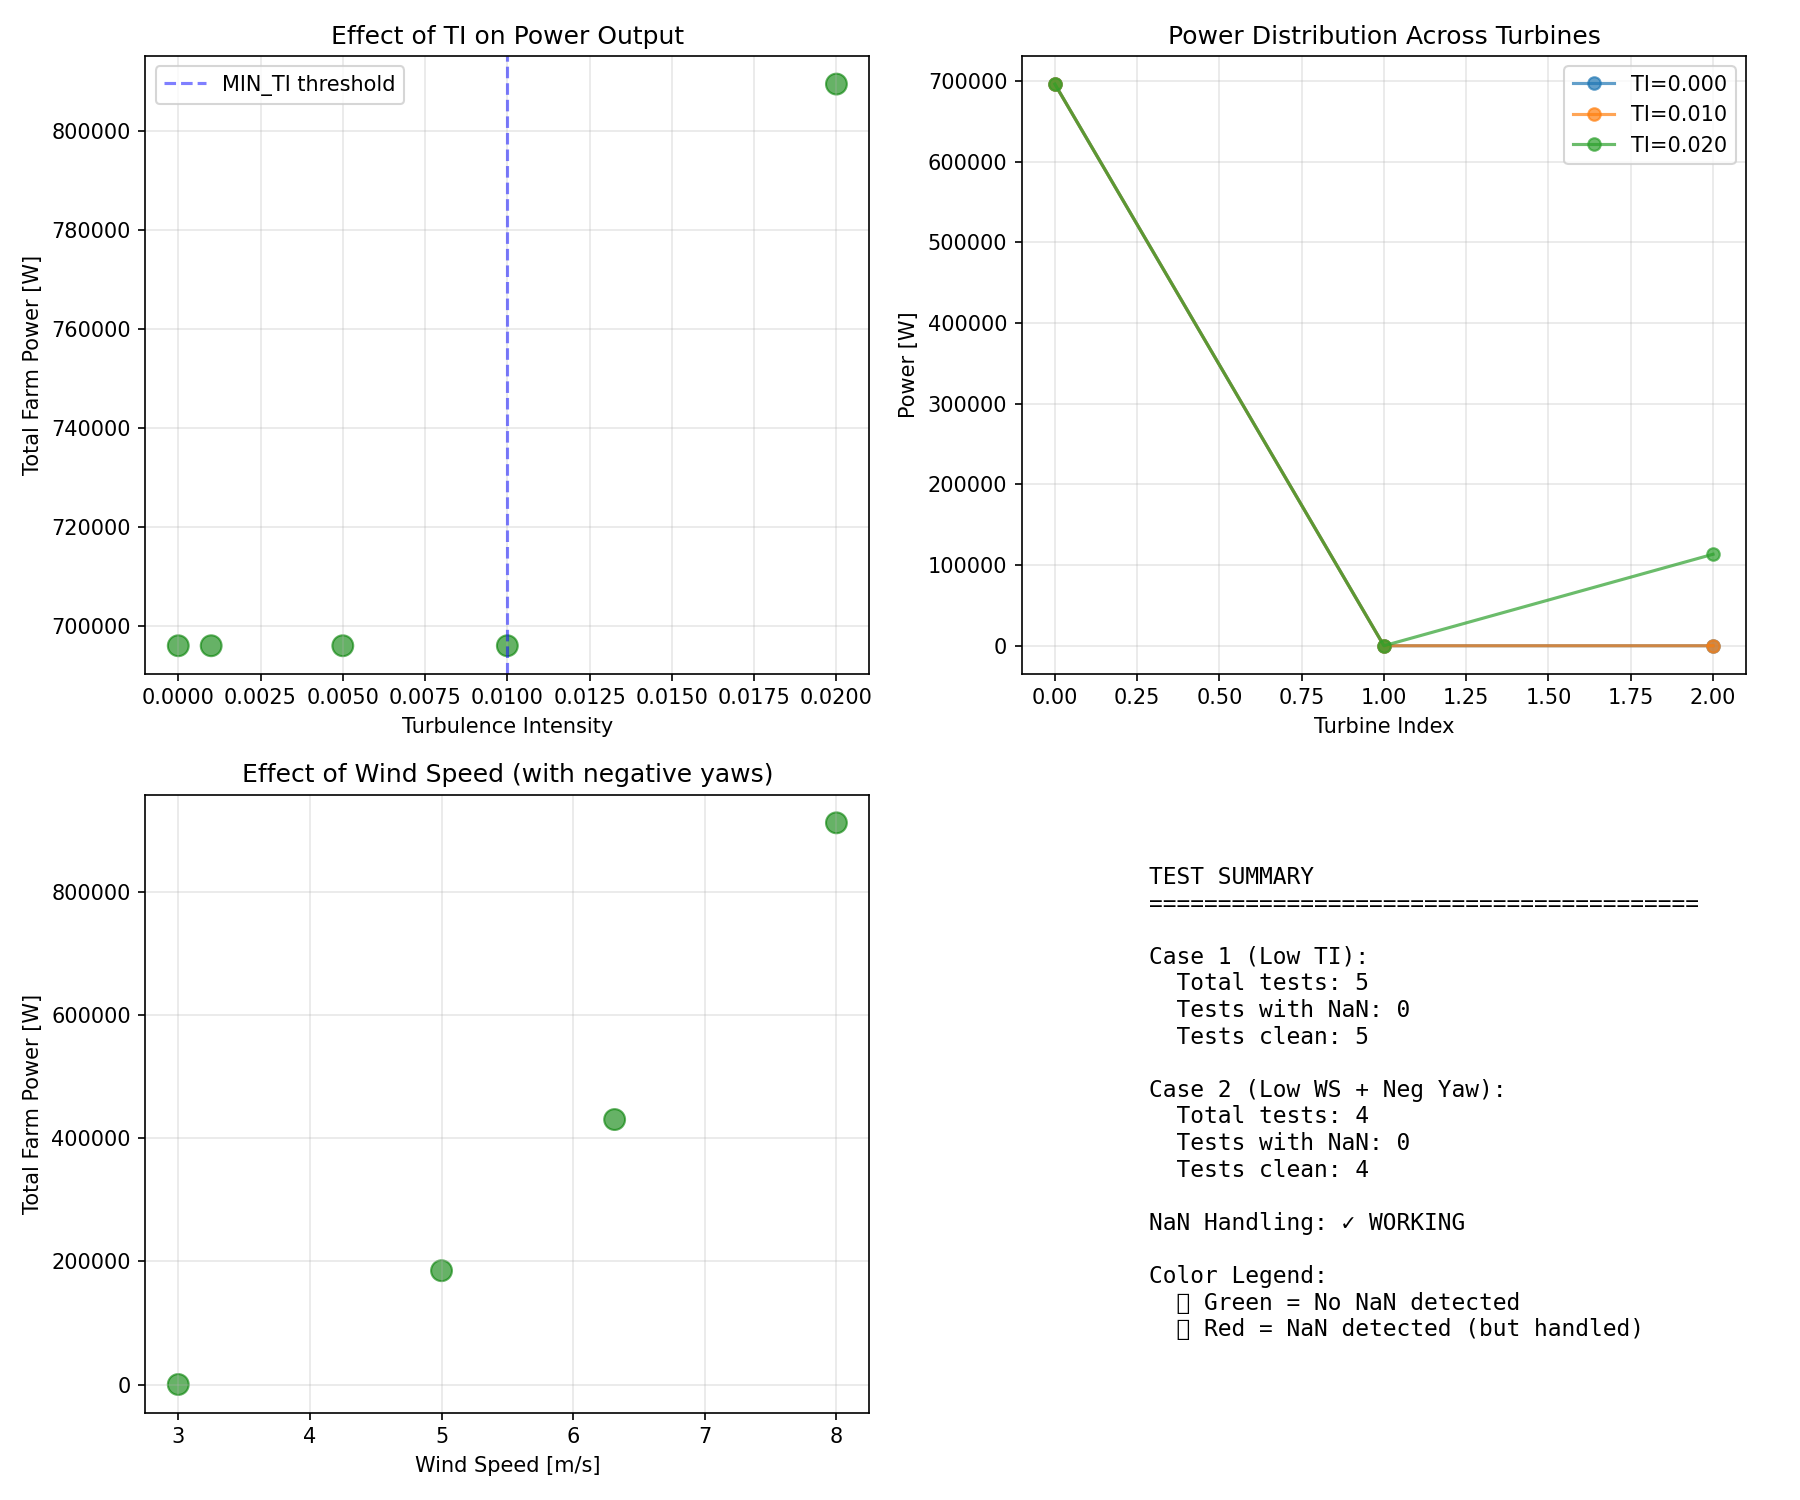 Effect of TI on Power Output
MIN_TI threshold
Total Farm Power [W]
800000
780000
760000
740000
720000
700000
0.0000 0.0025 0.0050 0.0075 0.0100 0.0125 0.0150 0.0175 0.0200
Turbulence Intensity
Power Distribution Across Turbines
TI=0.000
TI=0.010
TI=0.020
Power [W]
700000
600000
500000
400000
300000
200000
100000
0
0.00 0.25 0.50 0.75 1.00 1.25 1.50 1.75 2.00
Turbine Index
Effect of Wind Speed (with negative yaws)
Total Farm Power [W]
800000
600000
400000
200000
0
3 4 5 6 7 8
Wind Speed [m/s]
TEST SUMMARY
========================================
Case 1 (Low TI):
Total tests: 5
Tests with NaN: 0
Tests clean: 5
Case 2 (Low WS + Neg Yaw):
Total tests: 4
Tests with NaN: 0
Tests clean: 4
NaN Handling: ✓ WORKING
Color Legend:
Green = No NaN detected
Red = NaN detected (but handled)